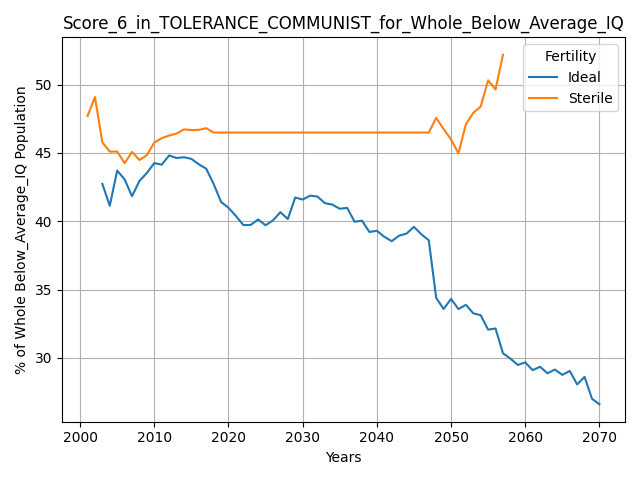 Score_6_in_TOLERANCE_COMMUNIST_for_Whole_Below_Average_IQ
Fertility
Ideal
Sterile
% of Whole Below_Average_IQ Population
50
45
40
35
30
2000 2010 2020 2030 2040 2050 2060 2070
Years